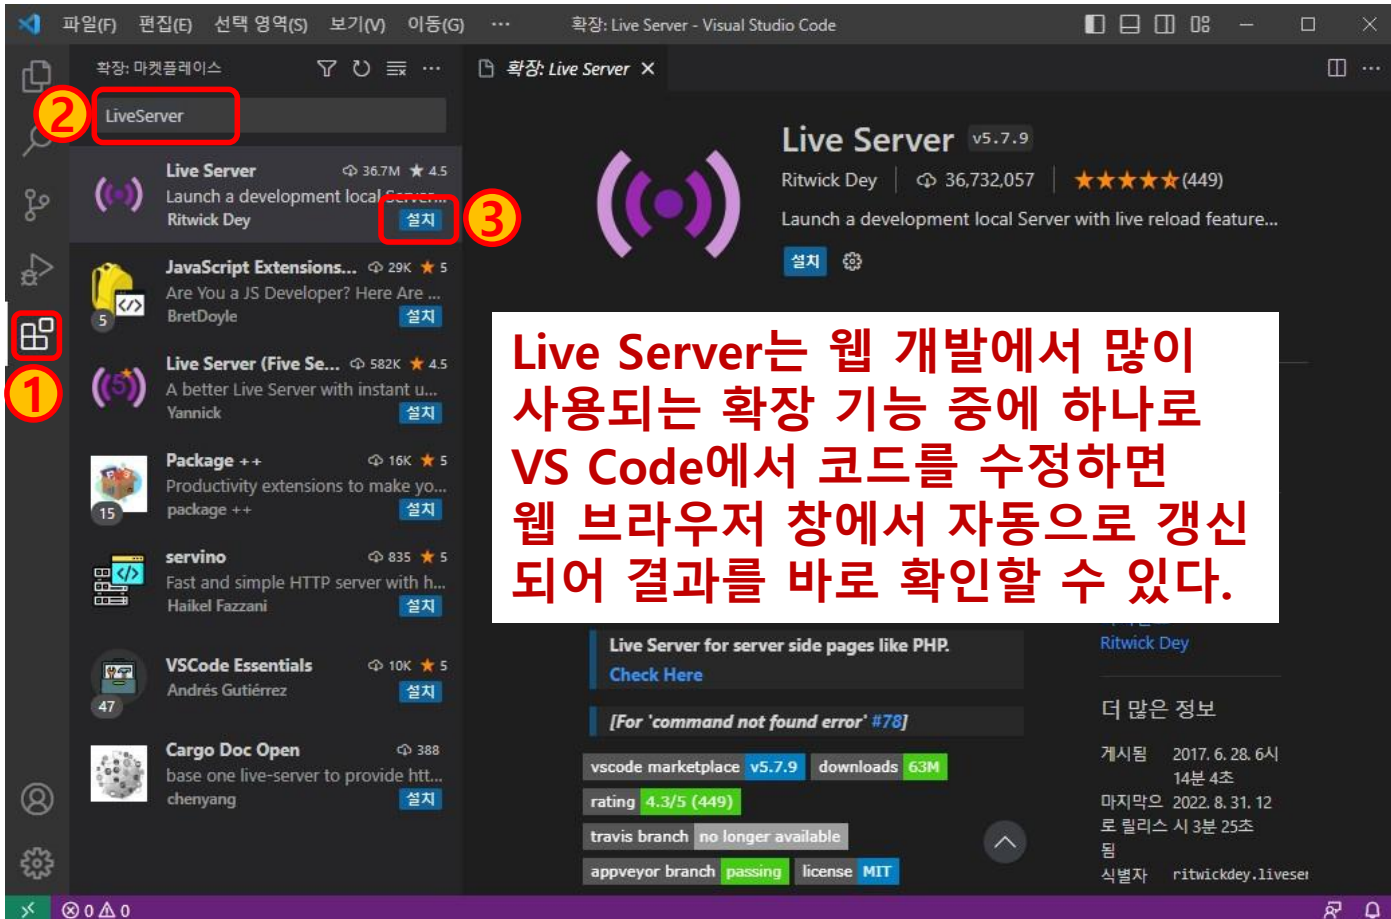 파일(F) 편집(E) 선택 영역(S) 보기(V) 이동(G) ··· 확장: Live Server - Visual Studio Code
확장: 마켓플레이스
확장: Live Server
②
LiveServer
Live Server 36.7M ★ 4.5
Launch a development local Server...
Ritwick Dey 설치
③
JavaScript Extensions... 29K ★ 5
Are You a JS Developer? Here Are ...
5 BretDoyle 설치
①
Live Server (Five Se... 582K ★ 4.5
A better Live Server with instant u...
Yannick 설치
Package ++ 16K ★ 5
Productivity extensions to make yo...
15 package ++ 설치
servino 835 ★ 5
Fast and simple HTTP server with h...
Haikel Fazzani 설치
VSCode Essentials 10K ★ 5
Andrés Gutiérrez 설치
47
Cargo Doc Open 388
base one live-server to provide htt...
chenyang 설치
Live Server v5.7.9
Ritwick Dey 36,732,057 ★★★★★(449)
Launch a development local Server with live reload feature...
설치
Live Server는 웹 개발에서 많이
사용되는 확장 기능 중에 하나로
VS Code에서 코드를 수정하면
웹 브라우저 창에서 자동으로 갱신
되어 결과를 바로 확인할 수 있다.
Live Server for server side pages like PHP.
Check Here
[For 'command not found error' #78]
vscode marketplace v5.7.9 downloads 63M
rating 4.3/5 (449)
travis branch no longer available
appveyor branch passing license MIT
Ritwick Dey
더 많은 정보
게시됨 2017. 6. 28. 6시
14분 4초
마지막으 2022. 8. 31. 12
로 릴리스 시 3분 25초
됨
식별자 ritwickdey.liveser
0 0